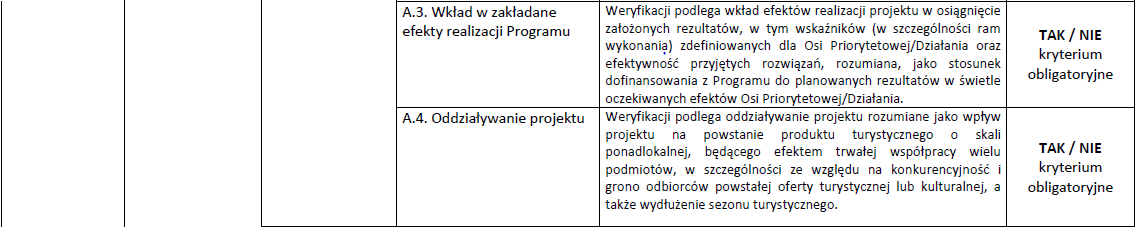 A.3. Wkład w zakładane
efekty realizacji Programu
Weryfikacji podlega wkład efektów realizacji projektu w osiągnięcie
założonych rezultatów, w tym wskaźników (w szczególności ram
wykonania) zdefiniowanych dla Osi Priorytetowej/Działania oraz
efektywność przyjętych rozwiązań, rozumiana, jako stosunek
dofinansowania z Programu do planowanych rezultatów w świetle
oczekiwanych efektów Osi Priorytetowej/Działania.
TAK / NIE
kryterium
obligatoryjne
A.4. Oddziaływanie projektu
Weryfikacji podlega oddziaływanie projektu rozumiane jako wpływ
projektu na powstanie produktu turystycznego o skali
ponadlokalnej, będącego efektem trwałej współpracy wielu
podmiotów, w szczególności ze względu na konkurencyjność i
grono odbiorców powstałej oferty turystycznej lub kulturalnej, a
także wydłużenie sezonu turystycznego.
TAK / NIE
kryterium
obligatoryjne